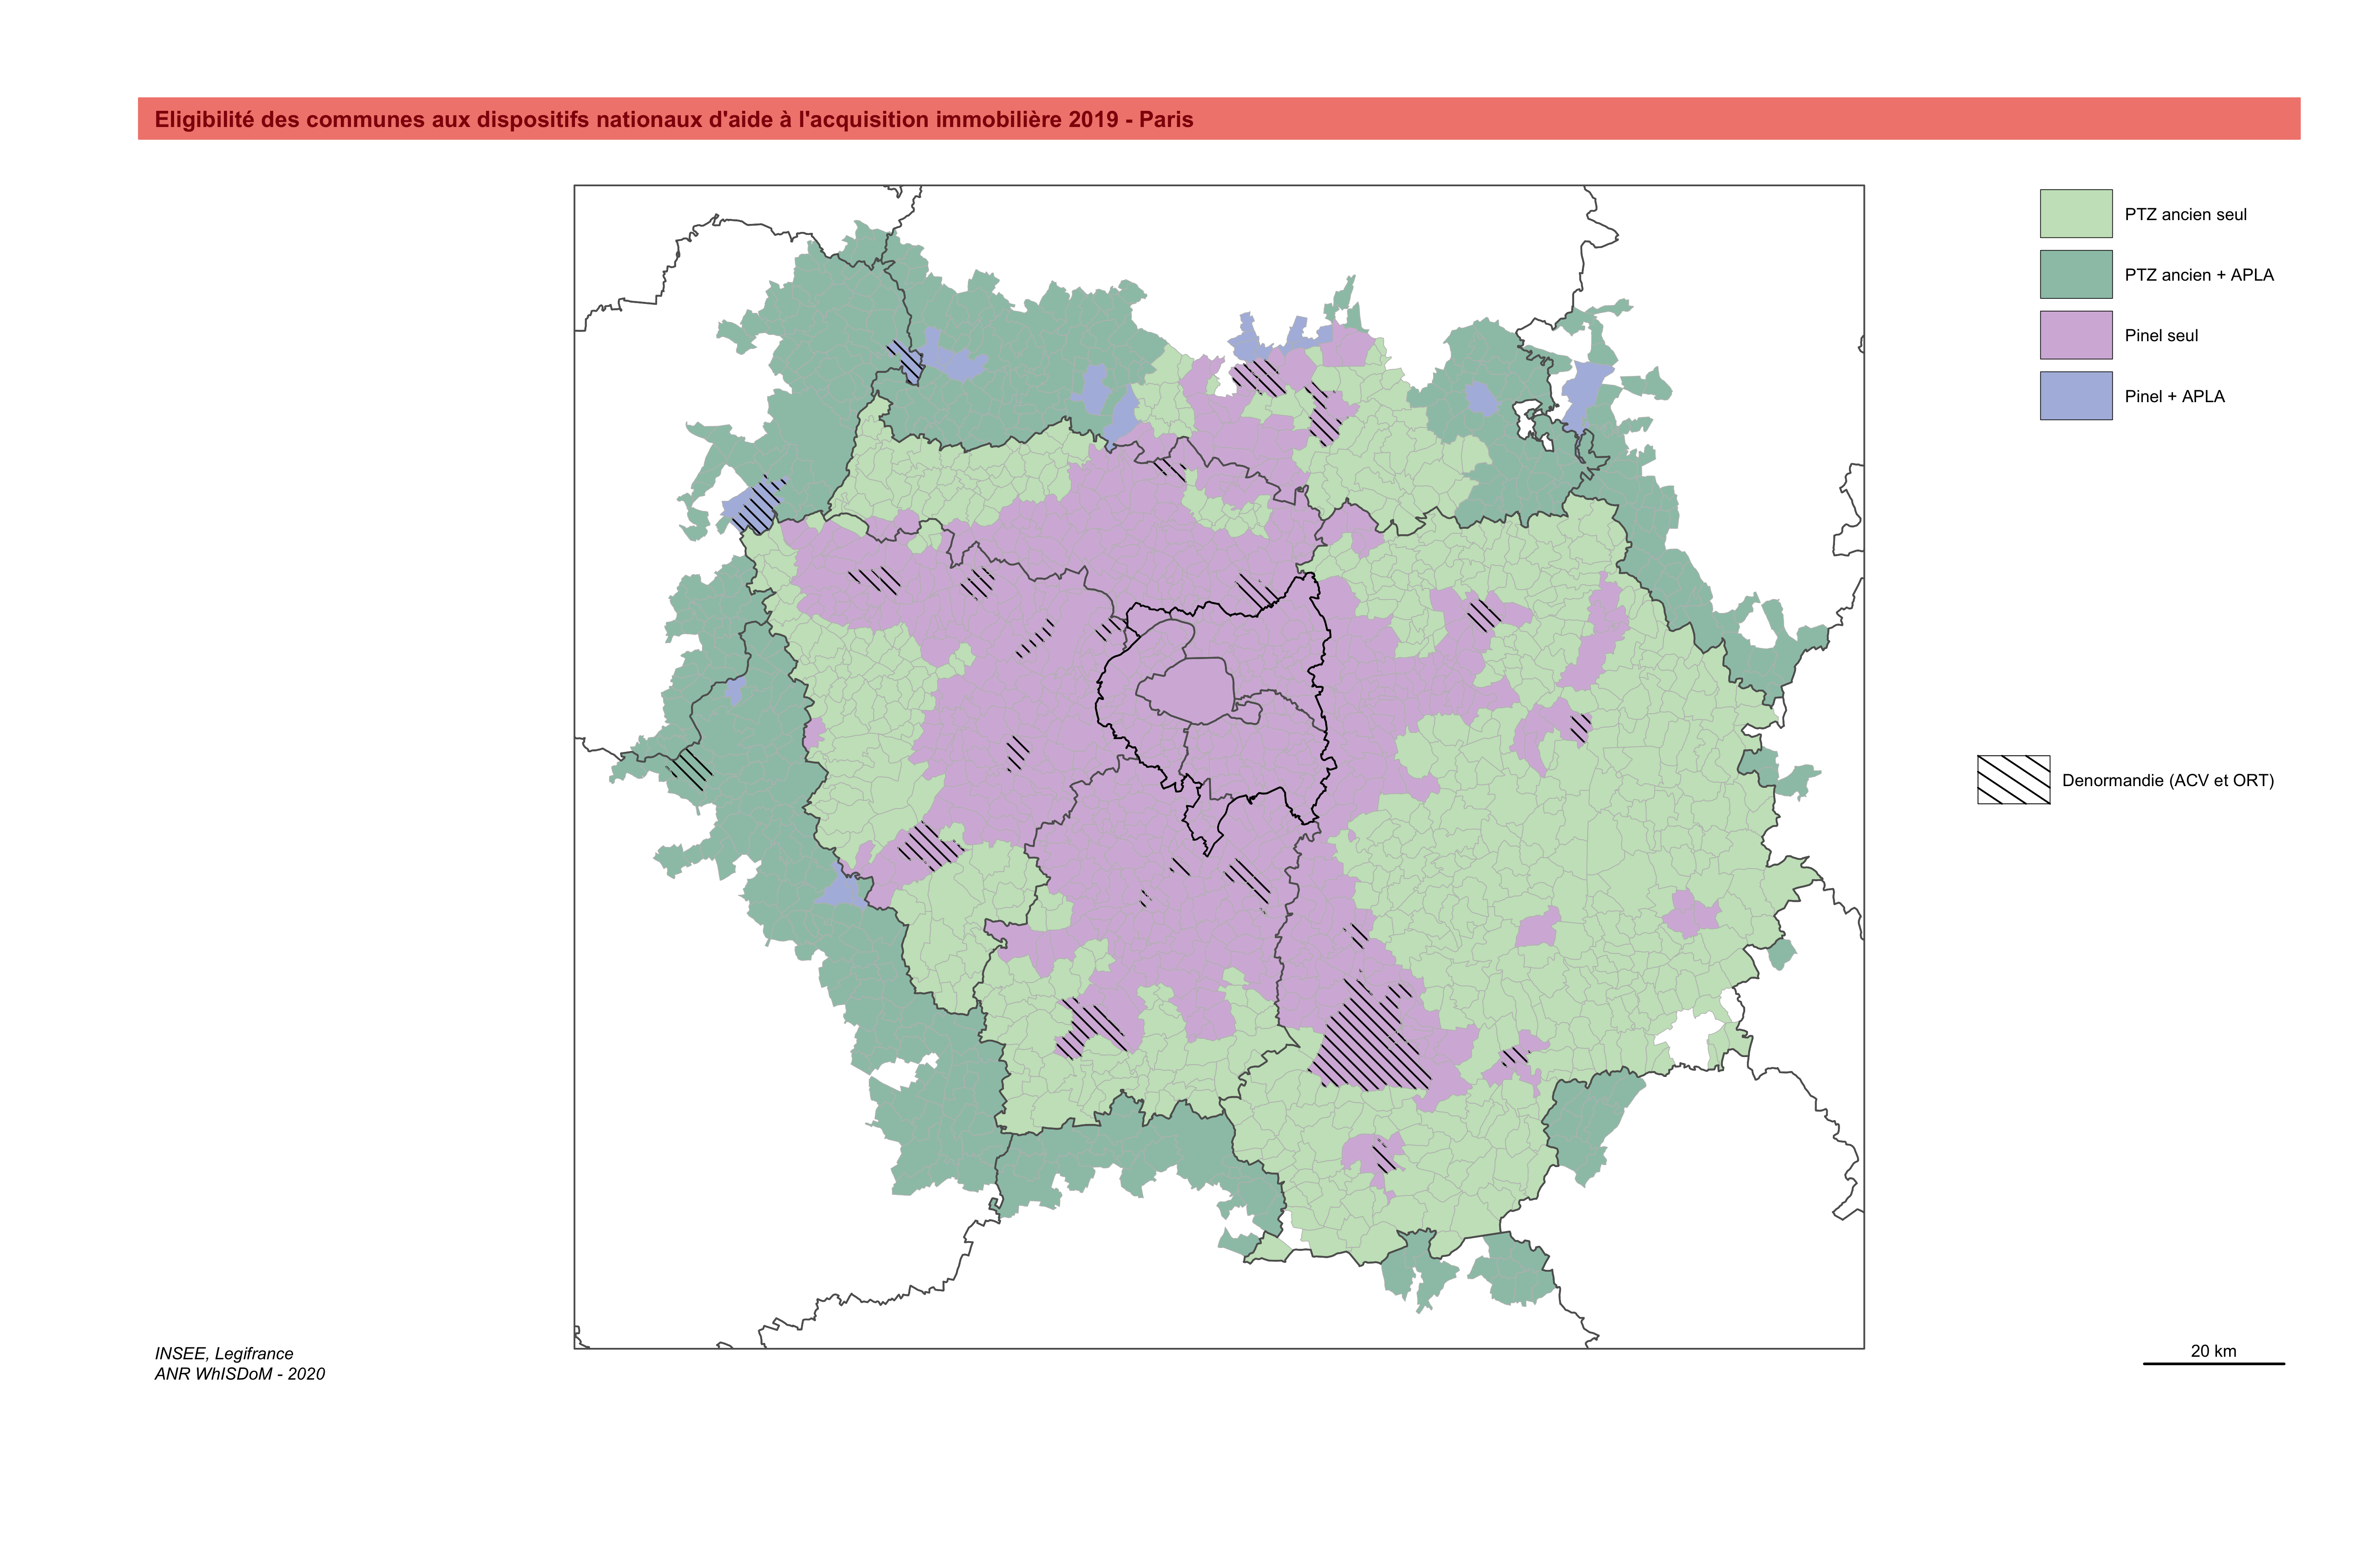 Eligibilité des communes aux dispositifs nationaux d'aide à l'acquisition immobilière 2019 - Paris
PTZ ancien seul
PTZ ancien + APLA
Pinel seul
Pinel + APLA
Denormandie (ACV et ORT)
INSEE, Legifrance
ANR WhISDoM - 2020
20 km